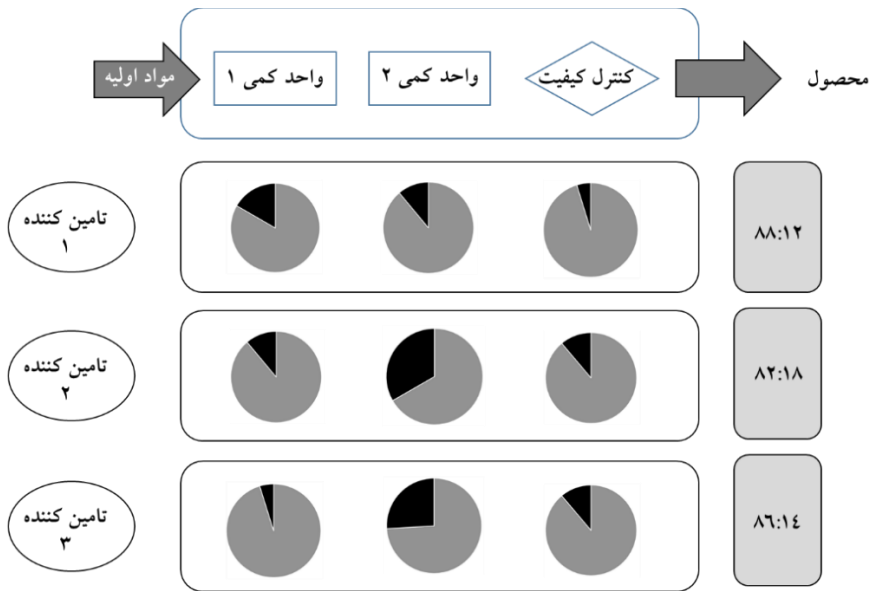 مواد اولیه
واحد کمی ۱
واحد کمی ۲
کنترل کیفیت
محصول
تامین کننده
۱
۸۸:۱۲
تامین کننده
۲
۸۲:۱۸
تامین کننده
۳
۸٦:۱٤